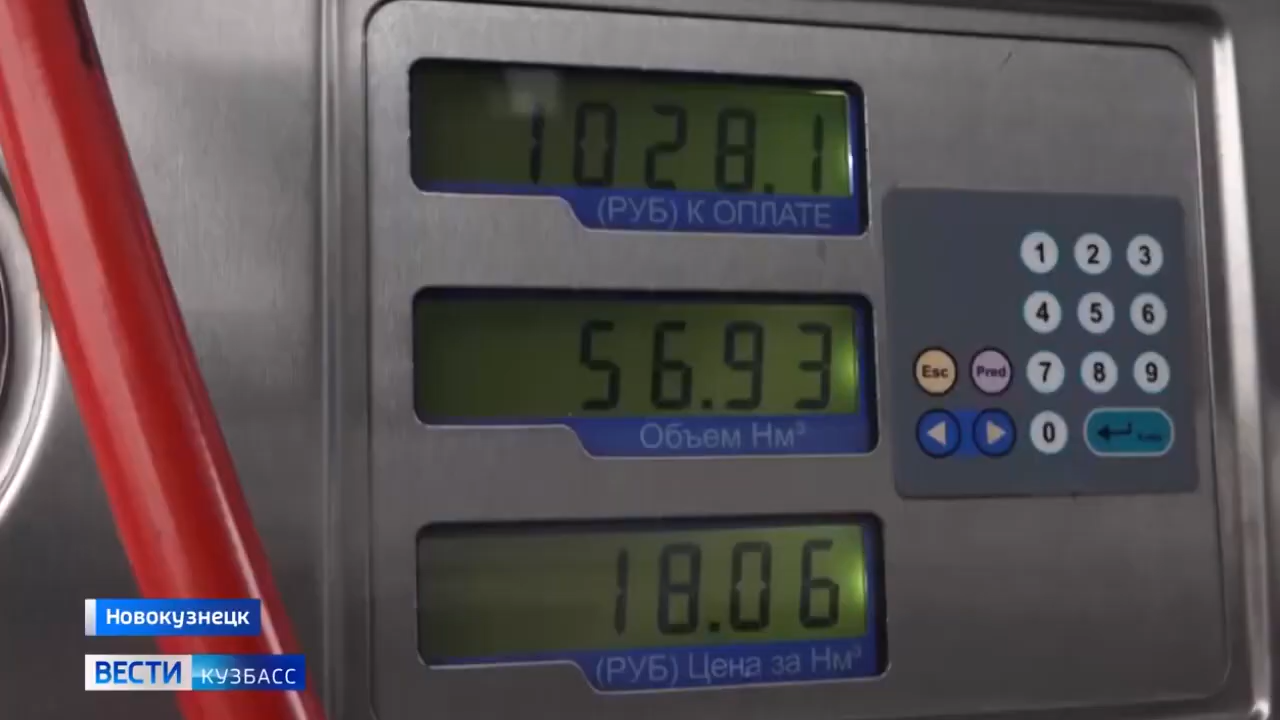 1028.1
(РУБ) К ОПЛАТЕ
56.93
Объем Нм³
18.06
(РУБ) Цена за Нм³
1 2 3
4 5 6
Esc Pred 7 8 9
0
Новокузнецк
ВЕСТИ КУЗБАСС